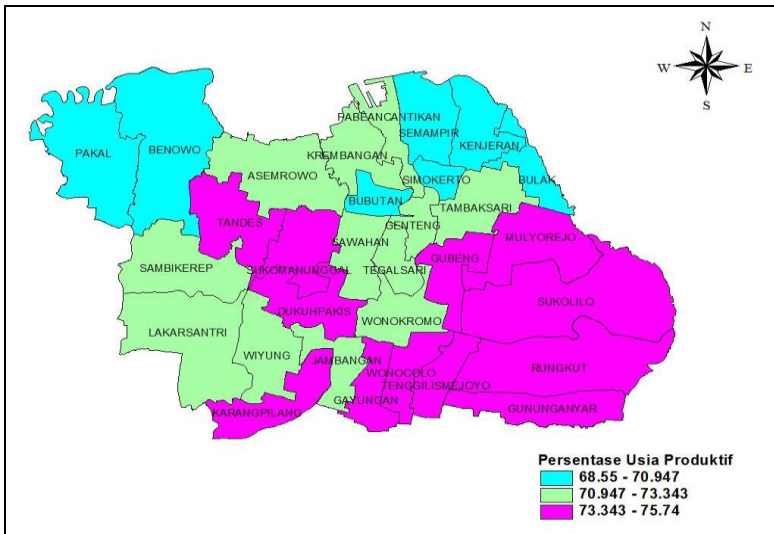 N
W E
S
PABEANCANTIKAN
SEMAMPIR
KREMBANGAN
KENJERAN
PAKAL
BENOWO
ASEMROWO
SIMOKERTO
BULAK
BUBUTAN
TAMBAKSARI
TANDES
GENTENG
SAWAHAN
MULYOREJO
GUBENG
SAMBIKEREP
SUKOMANUNGGAL
TEGALSARI
SUKOLILO
DUKUHPAKIS
WONOKROMO
LAKARSANTRI
WIYUNG
JAMBANGAN
RUNGKUT
WONOCOLO
TENGGILISMEJOYO
GAYUNGAN
GUNUNGANYAR
KARANGPILANG
Persentase Usia Produktif
68.55 - 70.947
70.947 - 73.343
73.343 - 75.74